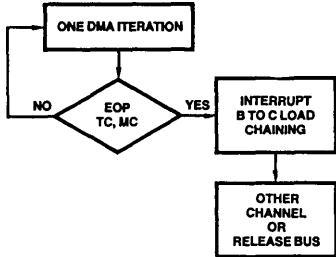 ONE DMA ITERATION
NO
EOP
TC, MC
YES
INTERRUPT
B TO C LOAD
CHAINING
OTHER
CHANNEL
OR
RELEASE BUS